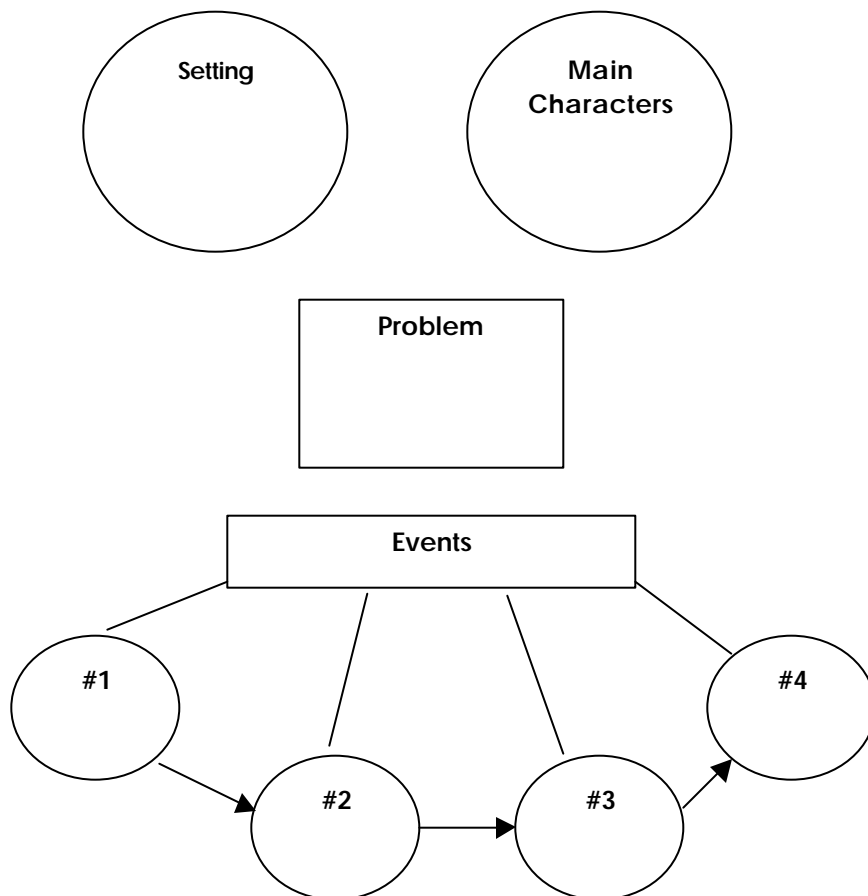 Setting
Main
Characters
Problem
Events
#1
#4
#2
#3